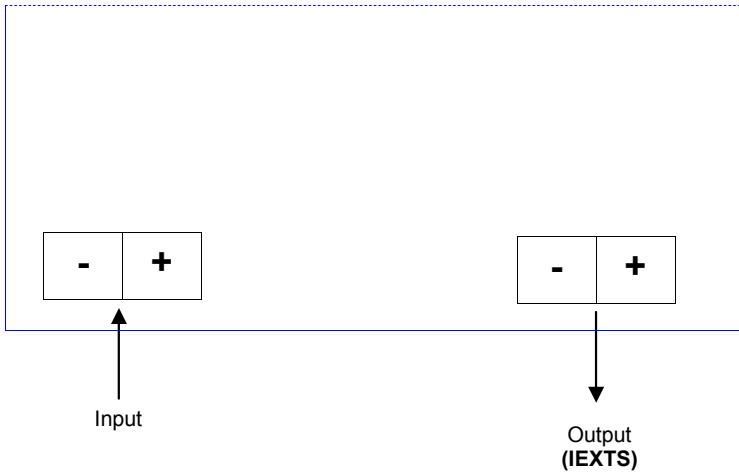 - +
- +
Input
Output
(IEXTS)